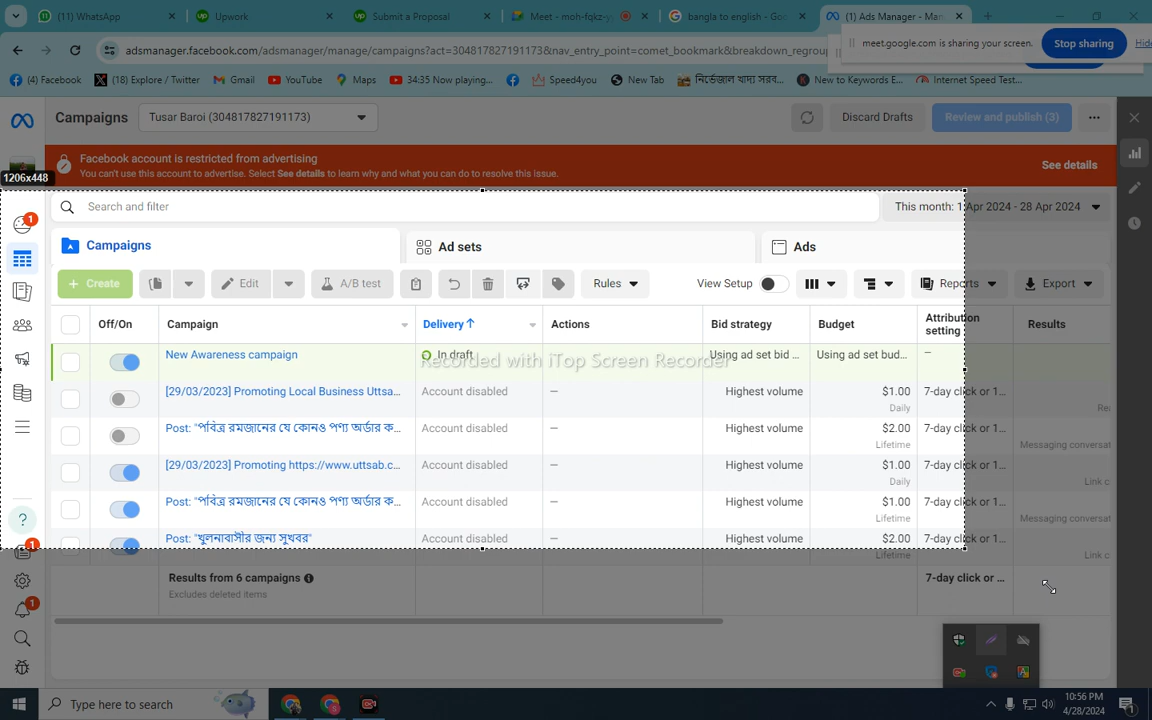 (11) WhatsApp
Upwork
Submit a Proposal
Meet - moh-fqkz-y
bangla to english - Go
(1) Ads Manager - Man
adsmanager.facebook.com/adsmanager/manage/campaigns?act=304817827191173&nav_entry_point=comet_bookmark&breakdown_regrou
meet.google.com is sharing your screen.
Stop sharing
Hide
(4) Facebook
(18) Explore / Twitter
Gmail
YouTube
Maps
34:35 Now playing...
Speed4you
New Tab
নির্ভেজাল খাদ্য সরব...
New to Keywords E...
Internet Speed Test...
Campaigns
Tusar Baroi (304817827191173)
Discard Drafts
Review and publish (3)
Facebook account is restricted from advertising
You can't use this account to advertise. Select See details to learn why and what you can do to resolve this issue.
See details
1206x448
Search and filter
This month: 1 Apr 2024 - 28 Apr 2024
1
Campaigns
Ad sets
Ads
+ Create
Edit
A/B test
Rules
View Setup
Reports
Export
Off/On
Campaign
Delivery ↑
Actions
Bid strategy
Budget
Attribution setting
Results
New Awareness campaign
In draft
Using ad set bid ...
Using ad set bud...
—
Recorded with iTop Screen Recorder
[29/03/2023] Promoting Local Business Uttsa...
Account disabled
—
Highest volume
$1.00
Daily
7-day click or 1...
Rea
Post: "পবিত্র রমজানের যে কোনও পণ্য অর্ডার ক...
Account disabled
—
Highest volume
$2.00
Lifetime
7-day click or 1...
Messaging conversat
[29/03/2023] Promoting https://www.uttsab.c...
Account disabled
—
Highest volume
$1.00
Daily
7-day click or 1...
Link c
Post: "পবিত্র রমজানের যে কোনও পণ্য অর্ডার ক...
Account disabled
—
Highest volume
$1.00
Lifetime
7-day click or 1...
Messaging conversat
Post: "খুলনাবাসীর জন্য সুখবর"
Account disabled
—
Highest volume
$2.00
Lifetime
7-day click or 1...
Link c
?
1
Results from 6 campaigns
Excludes deleted items
7-day click or ...
1
Type here to search
10:56 PM
4/28/2024
1